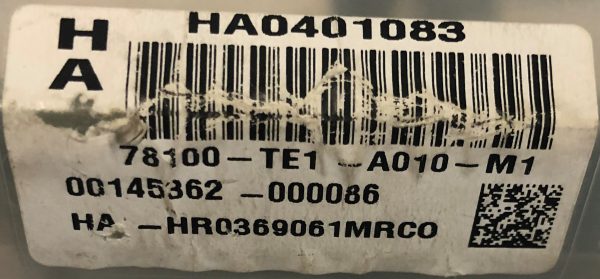 HA0401083
H
A
78100-TE1 -A010-M1
00145362 -000086
HA -HR0369061MRCO